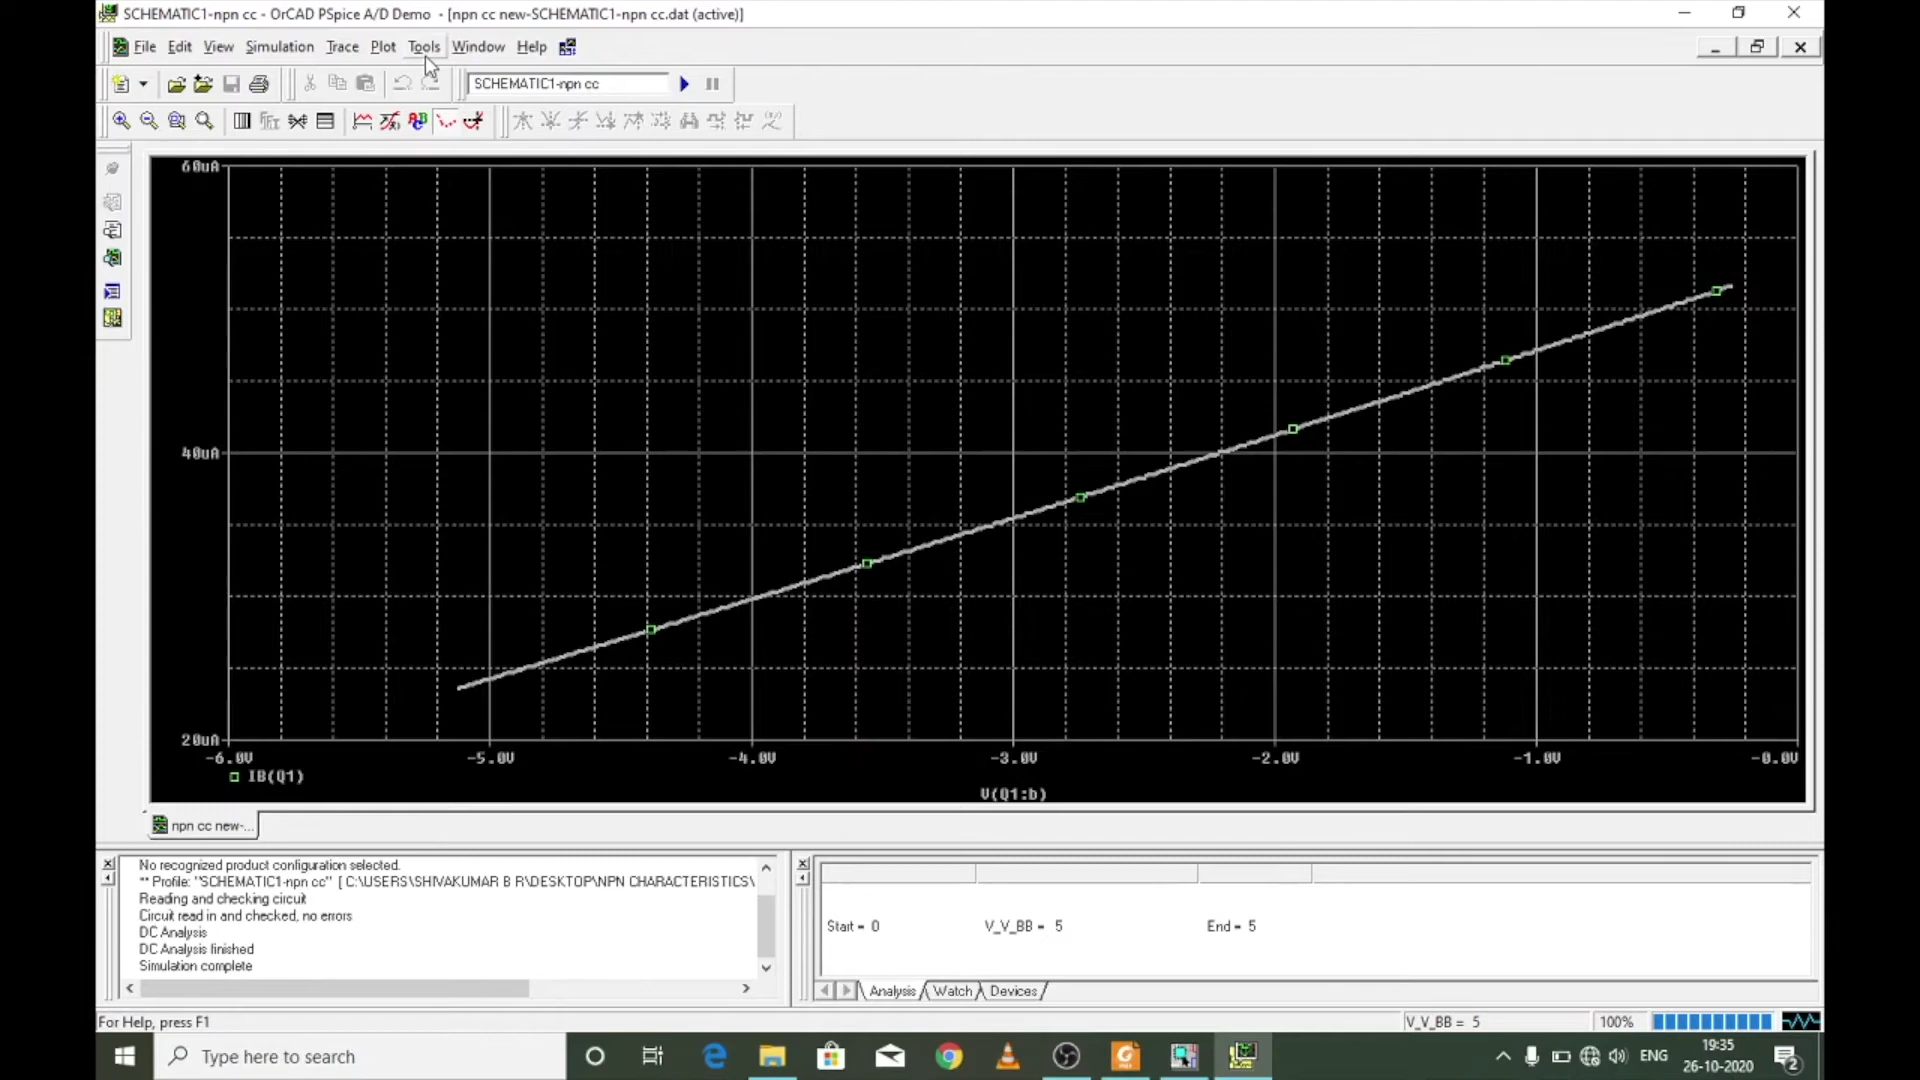 SCHEMATIC1-npn cc - OrCAD PSpice A/D Demo - [npn cc new-SCHEMATIC1-npn cc.dat (active)]
File Edit View Simulation Trace Plot Tools Window Help
SCHEMATIC1-npn cc
60uA
40uA
20uA
-6.0V -5.0V -4.0V -3.0V -2.0V -1.0V -0.0V
IB(Q1)
V(Q1:b)
npn cc new-...
No recognized product configuration selected.
** Profile: "SCHEMATIC1-npn cc" [ C:\USERS\SHIVAKUMAR B R\DESKTOP\NPN CHARACTERISTICS\
Reading and checking circuit
Circuit read in and checked, no errors
DC Analysis
DC Analysis finished
Simulation complete
Start = 0 V_V_BB = 5 End = 5
Analysis Watch Devices
For Help, press F1
V_V_BB = 5 100%
Type here to search
ENG
19:35
26-10-2020
2